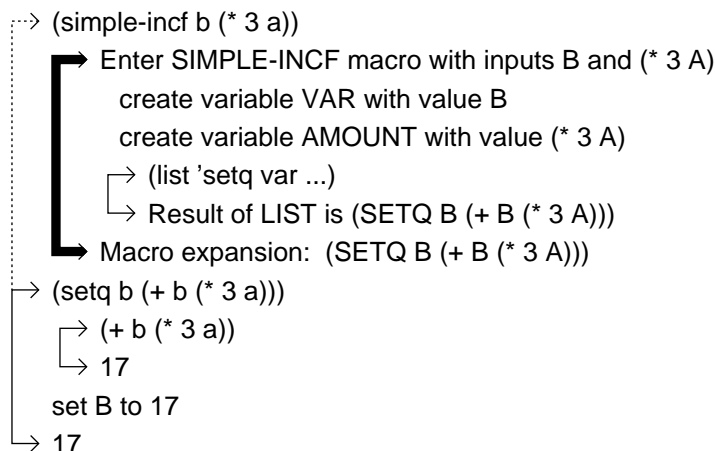 (simple-incf b (* 3 a))
Enter SIMPLE-INCF macro with inputs B and (* 3 A)
create variable VAR with value B
create variable AMOUNT with value (* 3 A)
(list 'setq var ...)
Result of LIST is (SETQ B (+ B (* 3 A)))
Macro expansion: (SETQ B (+ B (* 3 A)))
(setq b (+ b (* 3 a)))
(+ b (* 3 a))
17
set B to 17
17